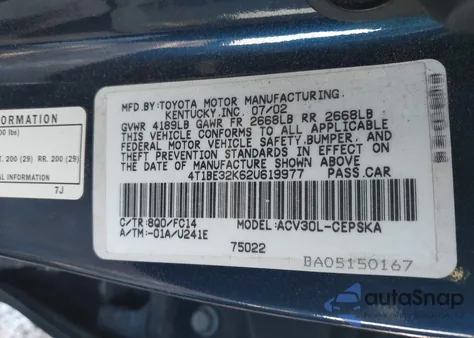 NFORMATION
00 lbs)
T. 200 (29) RR. 200 (29)
7J
MFD.BY:TOYOTA MOTOR MANUFACTURING.
KENTUCKY,INC. 07/02
GVWR 4189LB GAWR FR 2668LB RR 2668LB
THIS VEHICLE CONFORMS TO ALL APPLICABLE
FEDERAL MOTOR VEHICLE SAFETY,BUMPER, AND
THEFT PREVENTION STANDARDS IN EFFECT ON
THE DATE OF MANUFACTURE SHOWN ABOVE.
4T1BE32K62U619977 PASS.CAR
C/TR:8Q0/FC14 MODEL:ACV30L-CEPSKA
A/TM:-01A/U241E
75022
BA05150167
autoSnap